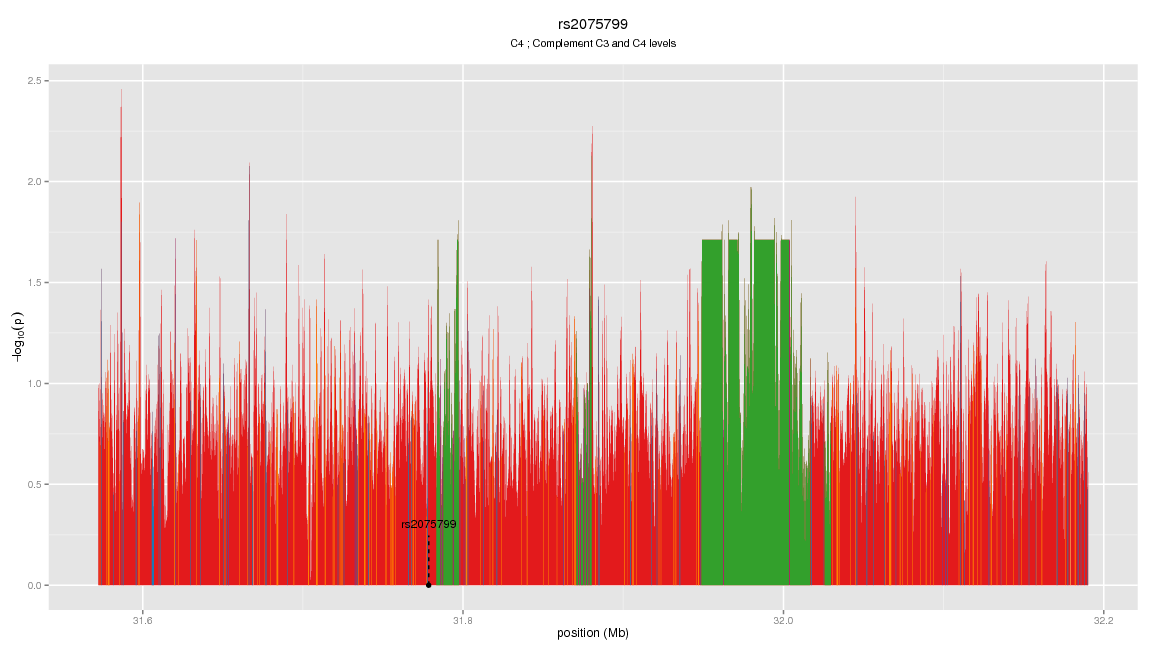 rs2075799
C4 ; Complement C3 and C4 levels
2.5
2.0
1.5
1.0
0.5
0.0
−log10(p)
rs2075799
31.6
31.8
32.0
32.2
position (Mb)